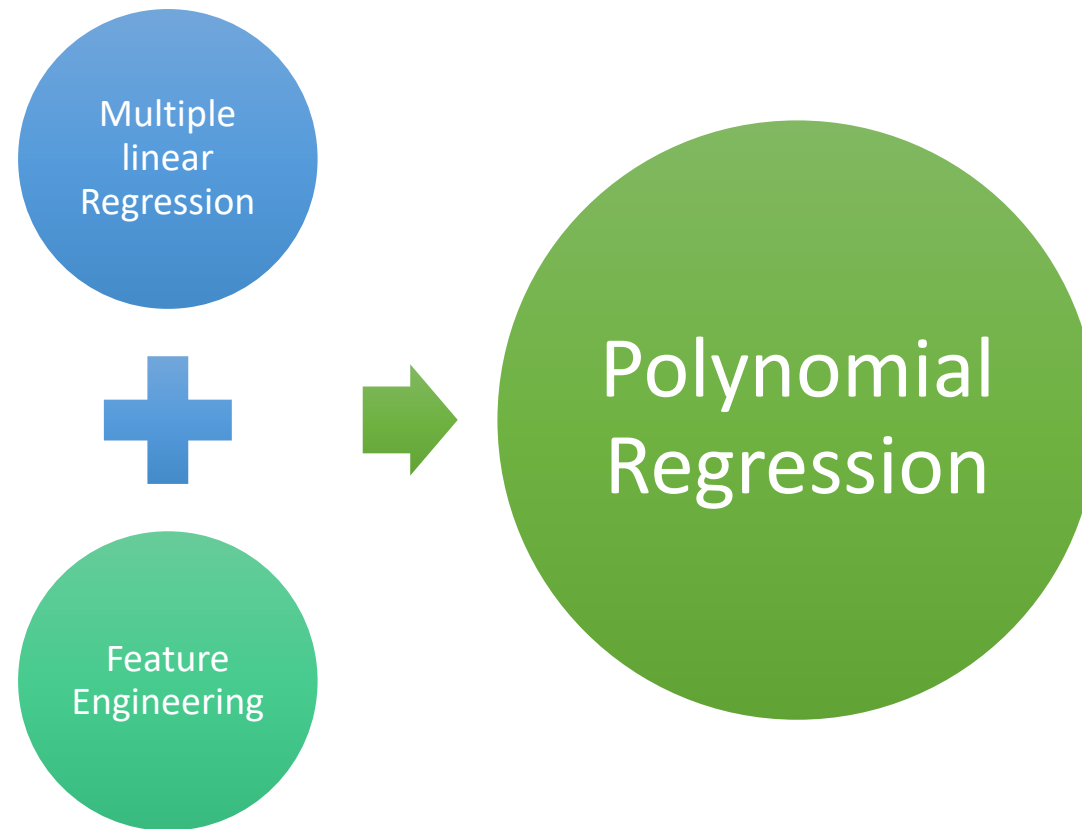 Multiple
linear
Regression
Feature
Engineering
Polynomial
Regression